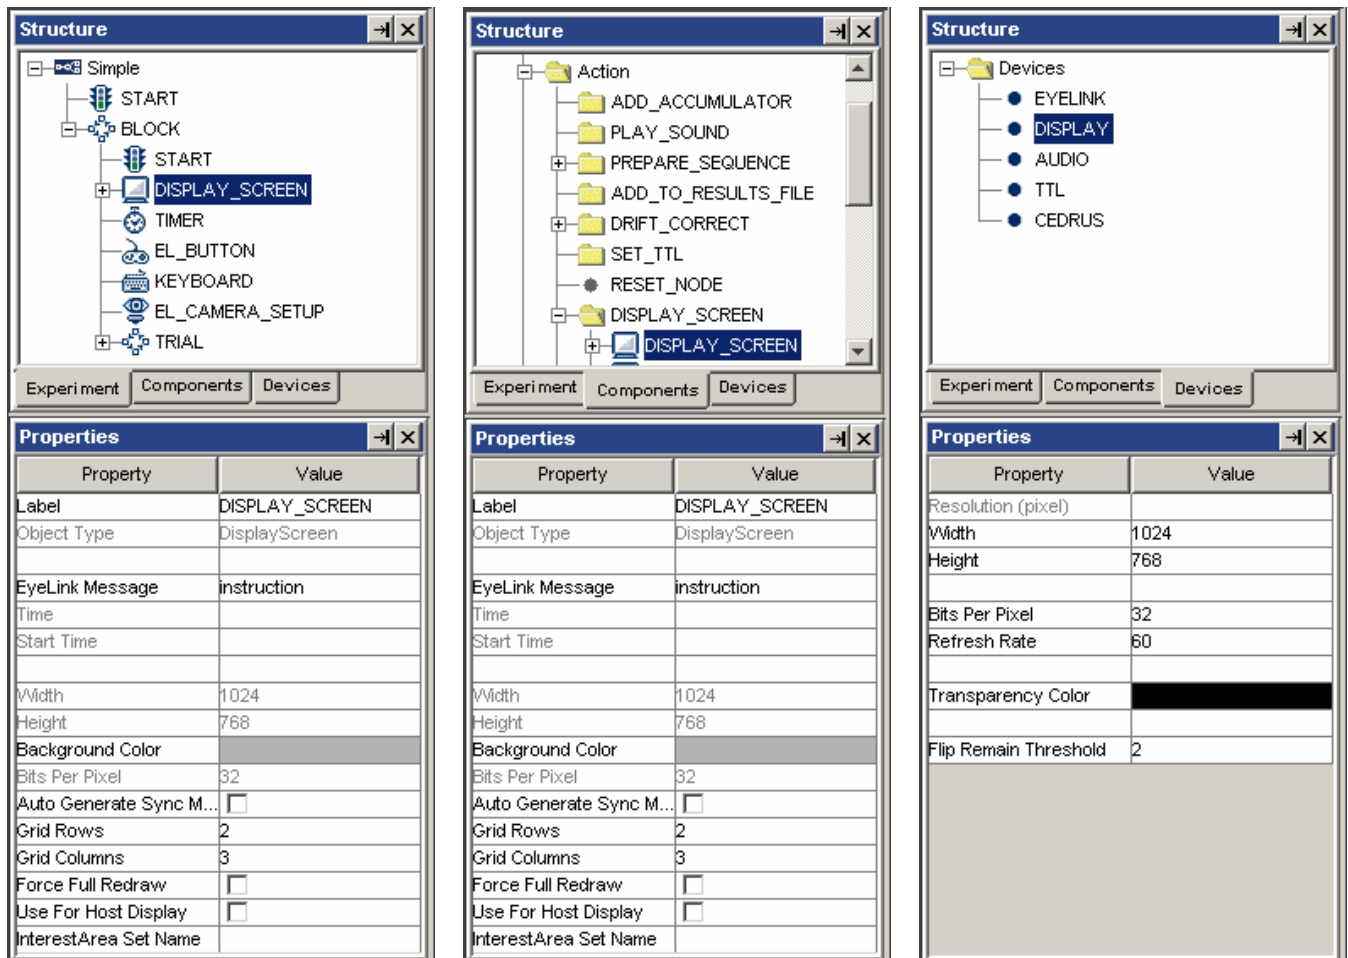 Structure
Simple
START
BLOCK
START
DISPLAY_SCREEN
TIMER
EL_BUTTON
KEYBOARD
EL_CAMERA_SETUP
TRIAL
Experiment Components Devices
Properties
Property Value
Label DISPLAY_SCREEN
Object Type DisplayScreen
EyeLink Message instruction
Time
Start Time
Width 1024
Height 768
Background Color
Bits Per Pixel 32
Auto Generate Sync M...
Grid Rows 2
Grid Columns 3
Force Full Redraw
Use For Host Display
InterestArea Set Name
Structure
Action
ADD_ACCUMULATOR
PLAY_SOUND
PREPARE_SEQUENCE
ADD_TO_RESULTS_FILE
DRIFT_CORRECT
SET_TTL
RESET_NODE
DISPLAY_SCREEN
DISPLAY_SCREEN
Experiment Components Devices
Properties
Property Value
Label DISPLAY_SCREEN
Object Type DisplayScreen
EyeLink Message instruction
Time
Start Time
Width 1024
Height 768
Background Color
Bits Per Pixel 32
Auto Generate Sync M...
Grid Rows 2
Grid Columns 3
Force Full Redraw
Use For Host Display
InterestArea Set Name
Structure
Devices
EYELINK
DISPLAY
AUDIO
TTL
CEDRUS
Experiment Components Devices
Properties
Property Value
Resolution (pixel)
Width 1024
Height 768
Bits Per Pixel 32
Refresh Rate 60
Transparency Color
Flip Remain Threshold 2